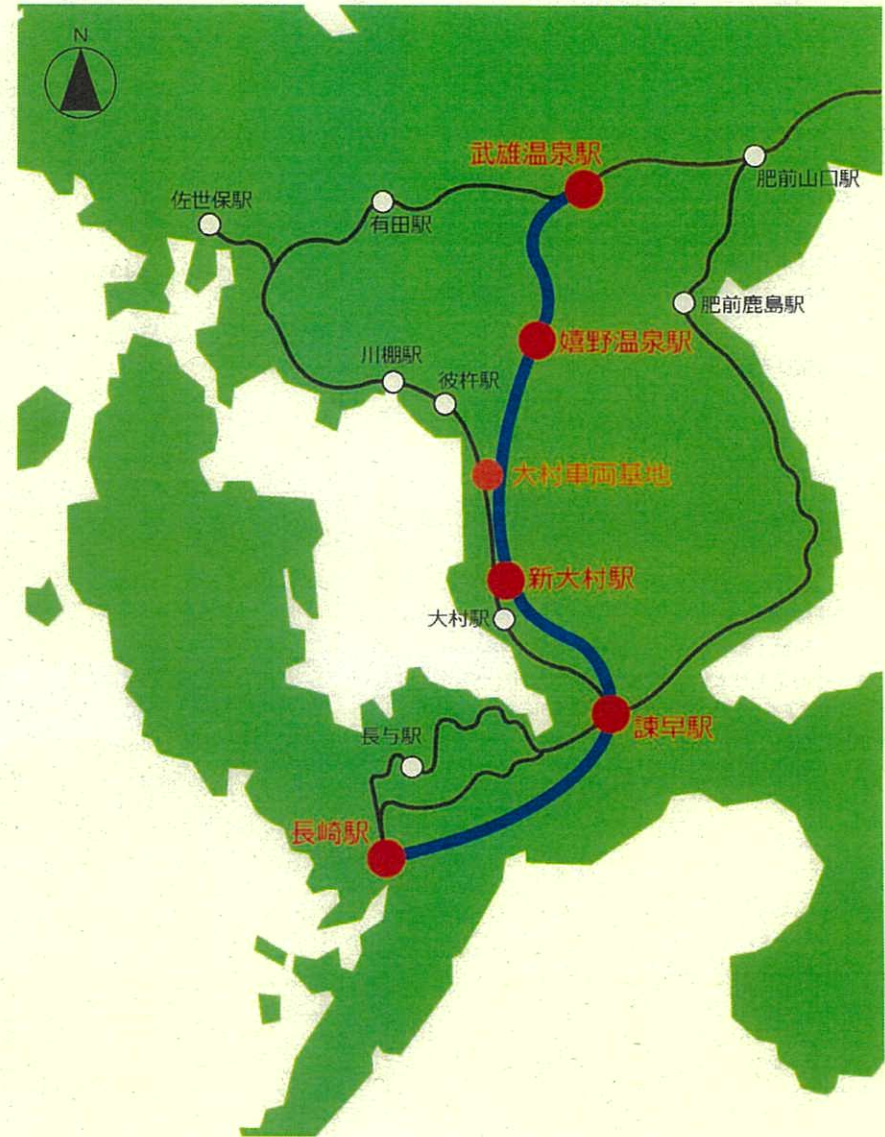 N
武雄温泉駅
肥前山口駅
佐世保駅
有田駅
肥前鹿島駅
嬉野温泉駅
川棚駅
彼杵駅
大村車両基地
新大村駅
大村駅
諫早駅
長与駅
長崎駅